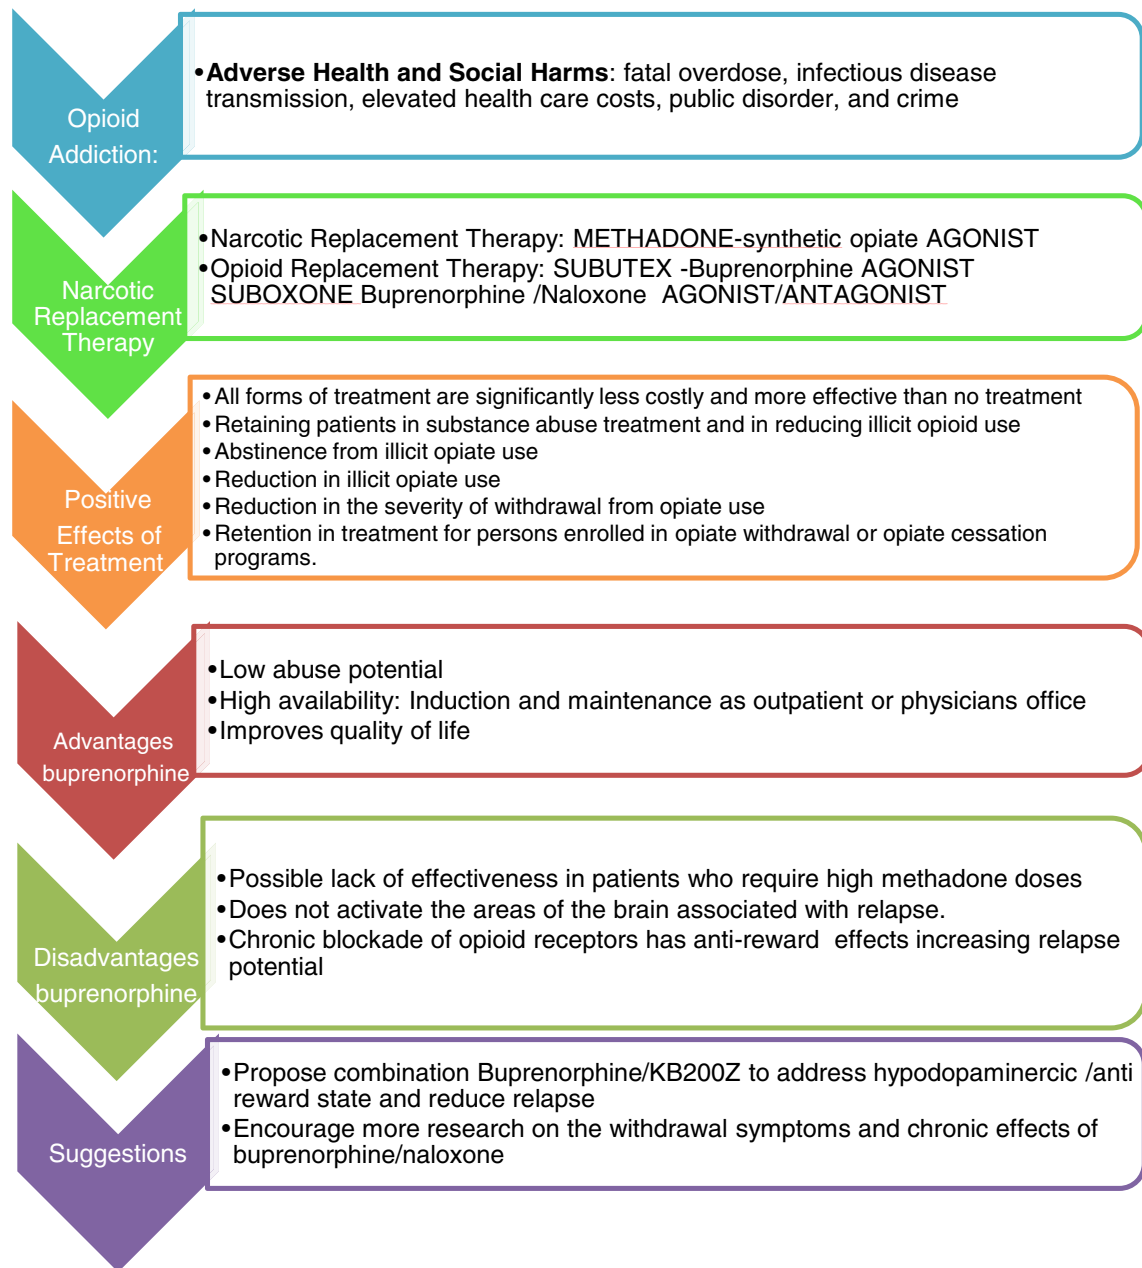 Opioid
Addiction:
•Adverse Health and Social Harms: fatal overdose, infectious disease
transmission, elevated health care costs, public disorder, and crime
Narcotic
Replacement
Therapy
•Narcotic Replacement Therapy: METHADONE-synthetic opiate AGONIST
•Opioid Replacement Therapy: SUBUTEX -Buprenorphine AGONIST
SUBOXONE Buprenorphine /Naloxone AGONIST/ANTAGONIST
Positive
Effects of
Treatment
•All forms of treatment are significantly less costly and more effective than no treatment
•Retaining patients in substance abuse treatment and in reducing illicit opioid use
•Abstinence from illicit opiate use
•Reduction in illicit opiate use
•Reduction in the severity of withdrawal from opiate use
•Retention in treatment for persons enrolled in opiate withdrawal or opiate cessation
programs.
Advantages
buprenorphine
•Low abuse potential
•High availability: Induction and maintenance as outpatient or physicians office
•Improves quality of life
Disadvantages
buprenorphine
•Possible lack of effectiveness in patients who require high methadone doses
•Does not activate the areas of the brain associated with relapse.
•Chronic blockade of opioid receptors has anti-reward effects increasing relapse
potential
Suggestions
•Propose combination Buprenorphine/KB200Z to address hypodopaminercic /anti
reward state and reduce relapse
•Encourage more research on the withdrawal symptoms and chronic effects of
buprenorphine/naloxone